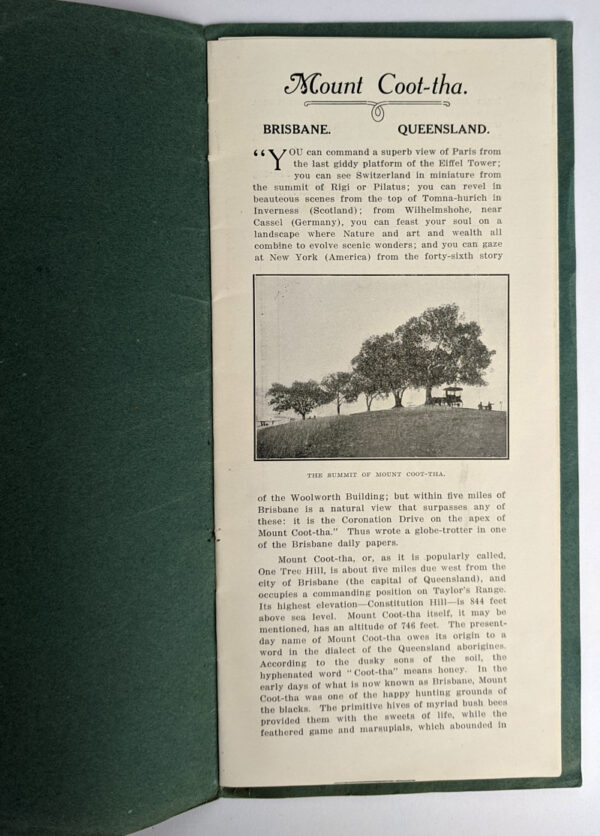 Mount Coot-tha.
BRISBANE. QUEENSLAND.
"YOU can command a superb view of Paris from
the last giddy platform of the Eiffel Tower;
you can see Switzerland in miniature from
the summit of Rigi or Pilatus; you can revel in
beauteous scenes from the top of Tomna-hurich in
Inverness (Scotland); from Wilhelmshohe, near
Cassel (Germany), you can feast your soul on a
landscape where Nature and art and wealth all
combine to evolve scenic wonders; and you can gaze
at New York (America) from the forty-sixth story
THE SUMMIT OF MOUNT COOT-THA.
of the Woolworth Building; but within five miles of
Brisbane is a natural view that surpasses any of
these: it is the Coronation Drive on the apex of
Mount Coot-tha." Thus wrote a globe-trotter in one
of the Brisbane daily papers.
Mount Coot-tha, or, as it is popularly called,
One Tree Hill, is about five miles due west from the
city of Brisbane (the capital of Queensland), and
occupies a commanding position on Taylor's Range.
Its highest elevation—Constitution Hill—is 844 feet
above sea level. Mount Coot-tha itself, it may be
mentioned, has an altitude of 746 feet. The present-
day name of Mount Coot-tha owes its origin to a
word in the dialect of the Queensland aborigines.
According to the dusky sons of the soil, the
hyphenated word "Coot-tha" means honey. In the
early days of what is now known as Brisbane, Mount
Coot-tha was one of the happy hunting grounds of
the blacks. The primitive hives of myriad bush bees
provided them with the sweets of life, while the
feathered game and marsupials, which abounded in